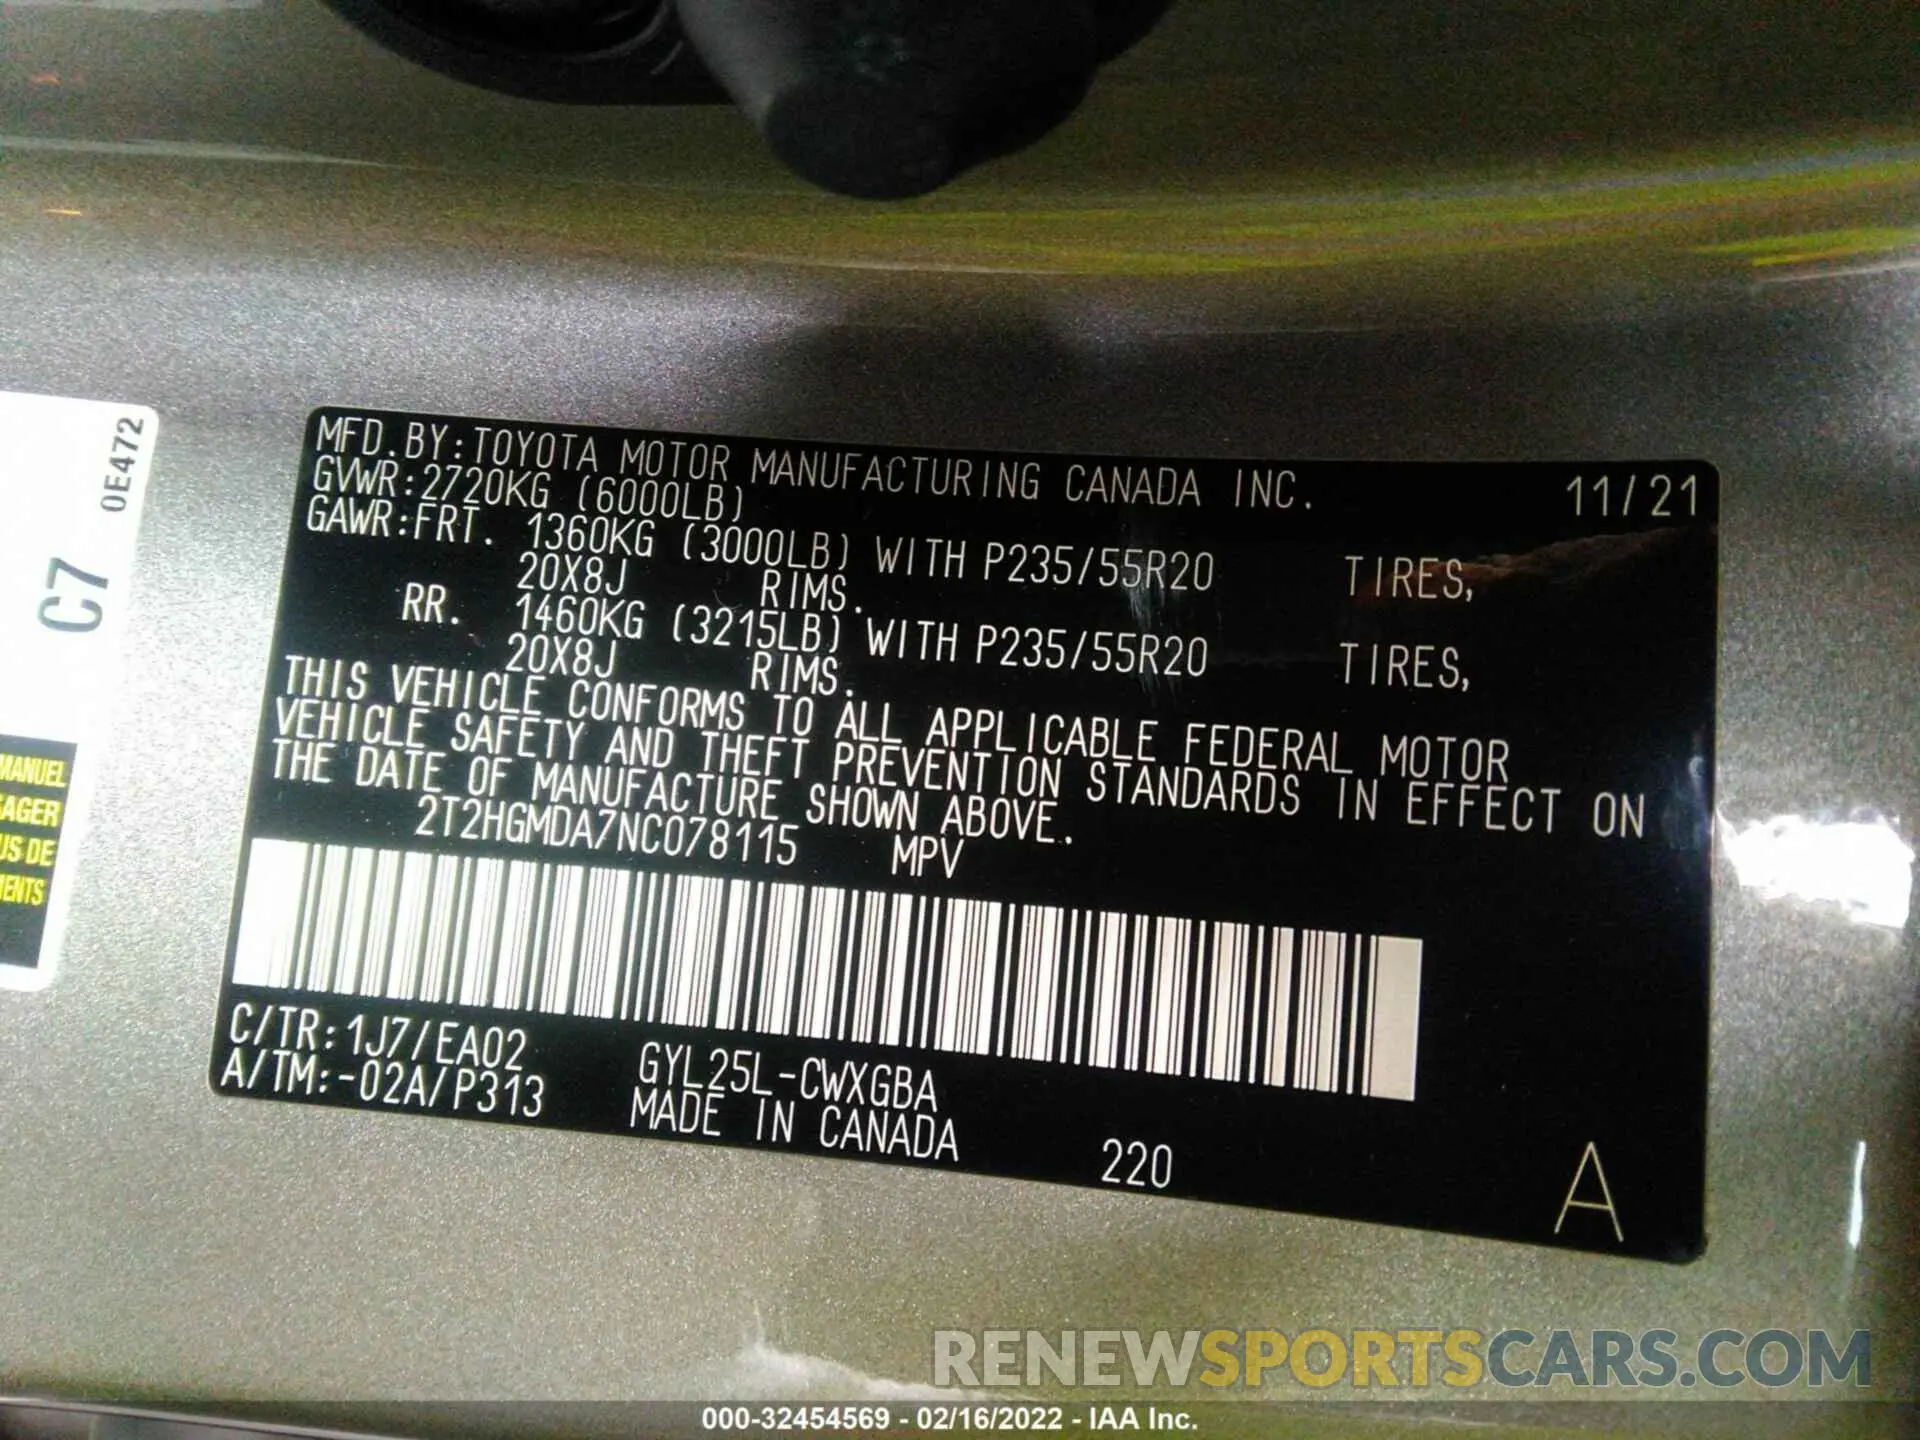 MFD.BY:TOYOTA MOTOR MANUFACTURING CANADA INC. 11/21
GVWR:2720KG (6000LB)
GAWR:FRT. 1360KG (3000LB) WITH P235/55R20 TIRES,
20X8J RIMS.
RR. 1460KG (3215LB) WITH P235/55R20 TIRES,
20X8J RIMS.
THIS VEHICLE CONFORMS TO ALL APPLICABLE FEDERAL MOTOR
VEHICLE SAFETY AND THEFT PREVENTION STANDARDS IN EFFECT ON
THE DATE OF MANUFACTURE SHOWN ABOVE.
2T2HGMDA7NC078115 MPV
C/TR:1J7/EA02
A/TM:-02A/P313
GYL25L-CWXGBA
MADE IN CANADA
220
A
0E472
C7
MANUEL
SAGER
US DE
MENTS
RENEWSPORTSCARS.COM
000-32454569 - 02/16/2022 - IAA Inc.